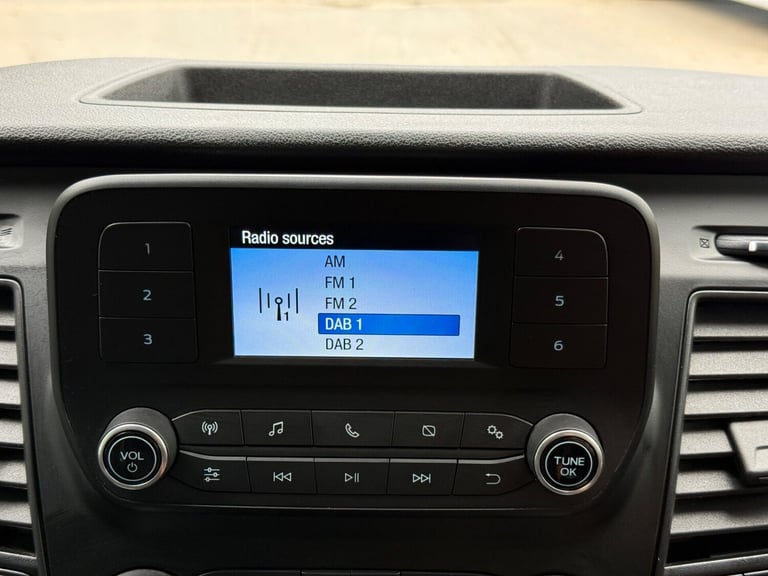 Radio sources
AM
FM 1
FM 2
DAB 1
DAB 2
1
1
2
3
4
5
6
VOL
TUNE
OK